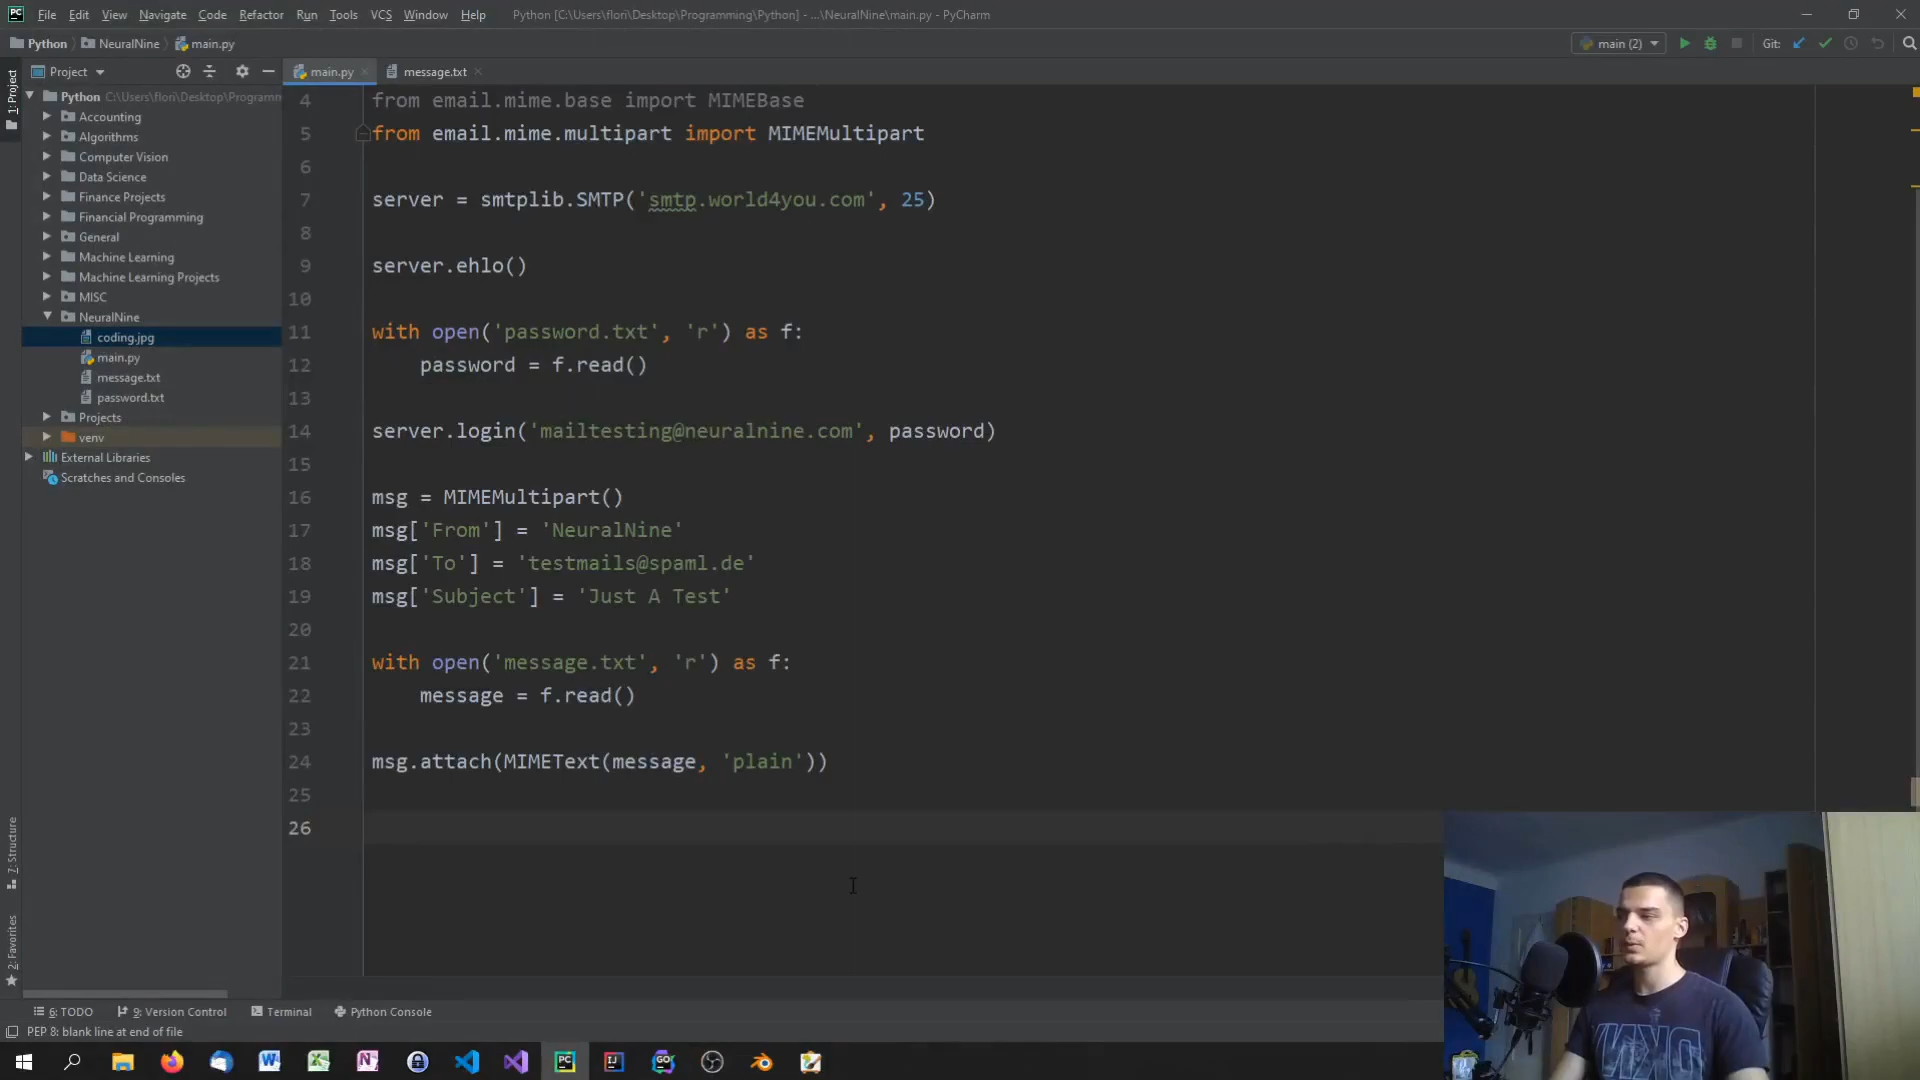 File Edit View Navigate Code Refactor Run Tools VCS Window Help Python [C:\Users\flori\Desktop\Programming\Python] - ...\NeuralNine\main.py - PyCharm
Python NeuralNine main.py main (2) Git:
Project main.py message.txt
1: Project
Python C:\Users\flori\Desktop\Programm
Accounting
Algorithms
Computer Vision
Data Science
Finance Projects
Financial Programming
General
Machine Learning
Machine Learning Projects
MISC
NeuralNine
coding.jpg
main.py
message.txt
password.txt
Projects
venv
External Libraries
Scratches and Consoles
4 from email.mime.base import MIMEBase
5 from email.mime.multipart import MIMEMultipart
6
7 server = smtplib.SMTP('smtp.world4you.com', 25)
8
9 server.ehlo()
10
11 with open('password.txt', 'r') as f:
12 password = f.read()
13
14 server.login('mailtesting@neuralnine.com', password)
15
16 msg = MIMEMultipart()
17 msg['From'] = 'NeuralNine'
18 msg['To'] = 'testmails@spaml.de'
19 msg['Subject'] = 'Just A Test'
20
21 with open('message.txt', 'r') as f:
22 message = f.read()
23
24 msg.attach(MIMEText(message, 'plain'))
25
26
7: Structure
2: Favorites
6: TODO 9: Version Control Terminal Python Console
PEP 8: blank line at end of file